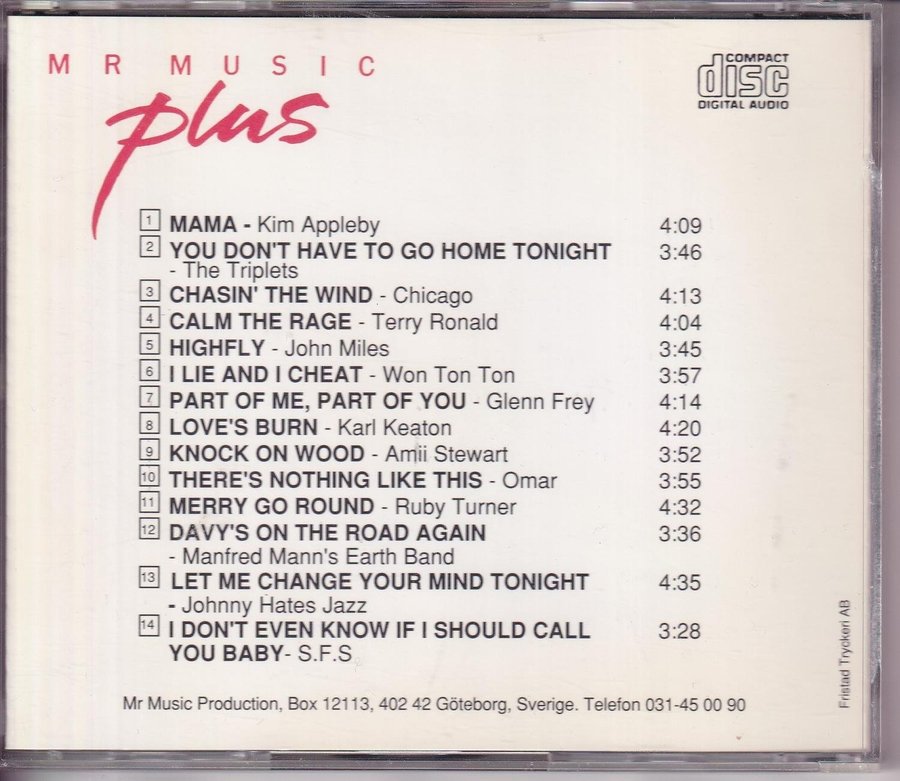 MR MUSIC
plus
COMPACT
disc
DIGITAL AUDIO
1 MAMA - Kim Appleby 4:09
2 YOU DON'T HAVE TO GO HOME TONIGHT 3:46
- The Triplets
3 CHASIN' THE WIND - Chicago 4:13
4 CALM THE RAGE - Terry Ronald 4:04
5 HIGHFLY - John Miles 3:45
6 I LIE AND I CHEAT - Won Ton Ton 3:57
7 PART OF ME, PART OF YOU - Glenn Frey 4:14
8 LOVE'S BURN - Karl Keaton 4:20
9 KNOCK ON WOOD - Amii Stewart 3:52
10 THERE'S NOTHING LIKE THIS - Omar 3:55
11 MERRY GO ROUND - Ruby Turner 4:32
12 DAVY'S ON THE ROAD AGAIN 3:36
- Manfred Mann's Earth Band
13 LET ME CHANGE YOUR MIND TONIGHT 4:35
- Johnny Hates Jazz
14 I DON'T EVEN KNOW IF I SHOULD CALL 3:28
YOU BABY- S.F.S
Mr Music Production, Box 12113, 402 42 Göteborg, Sverige. Telefon 031-45 00 90
Fristad Tryckeri AB